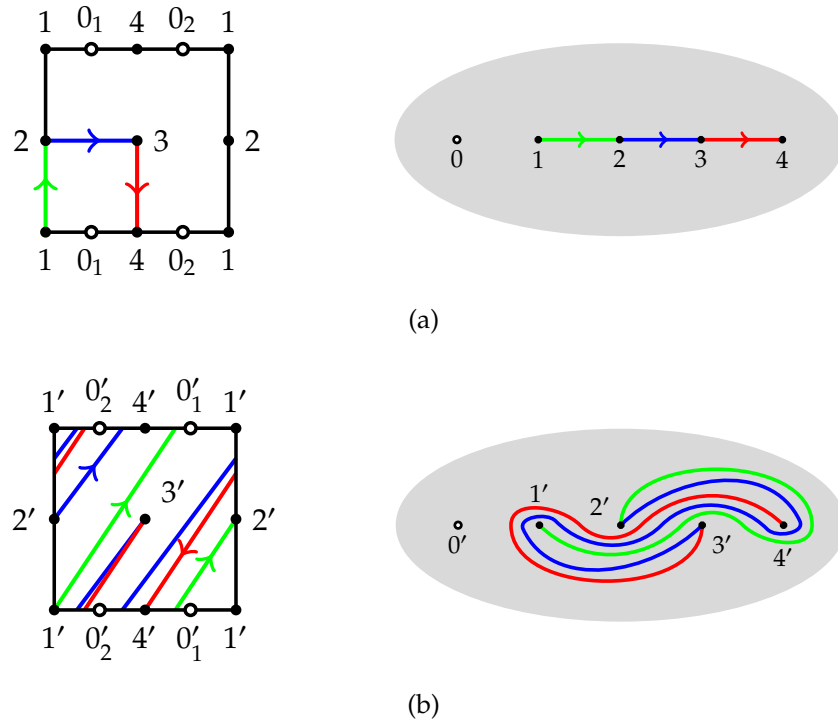 1 0₁ 4 0₂ 1
2 3 2
1 0₁ 4 0₂ 1
0 1 2 3 4
(a)
1′ 0′₂ 4′ 0′₁ 1′
2′ 3′ 2′
1′ 0′₂ 4′ 0′₁ 1′
1′ 2′
0′ 3′ 4′
(b)